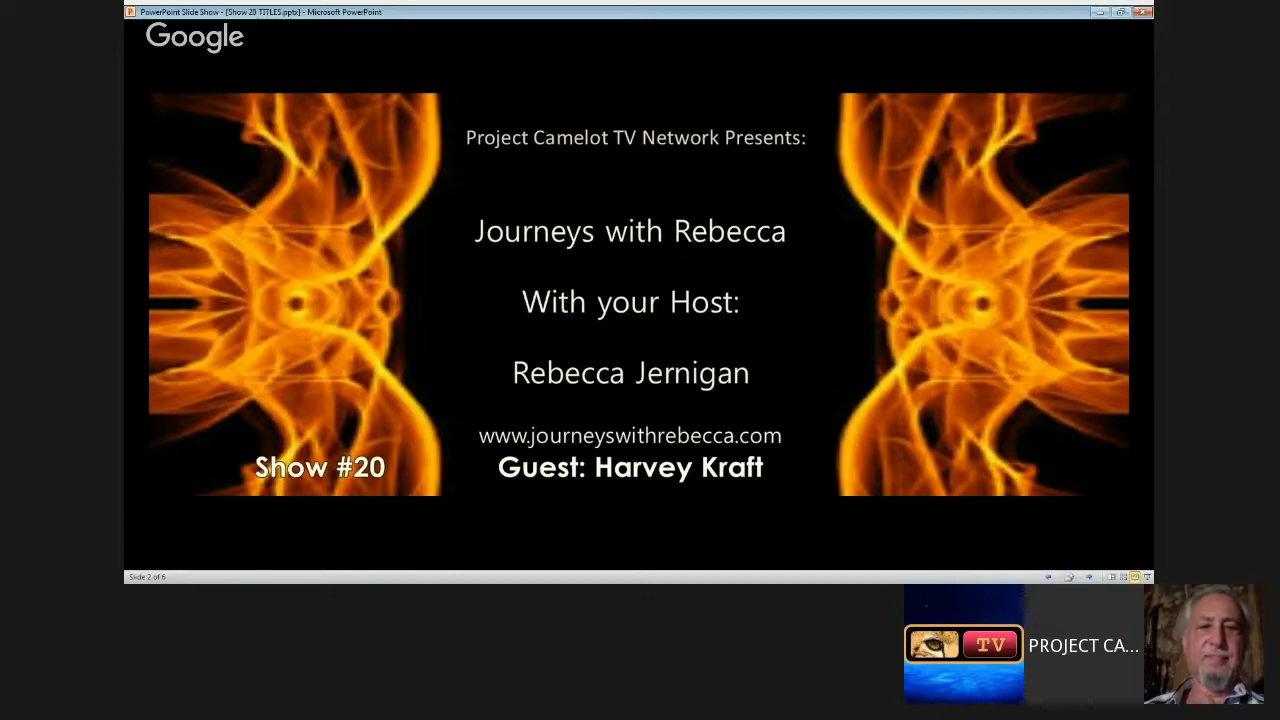 PowerPoint Slide Show - [Show 20 TITLES.pptx] - Microsoft PowerPoint
Google
Project Camelot TV Network Presents:
Journeys with Rebecca
With your Host:
Rebecca Jernigan
www.journeyswithrebecca.com
Show #20
Guest: Harvey Kraft
Slide 2 of 6
TV
PROJECT CA...